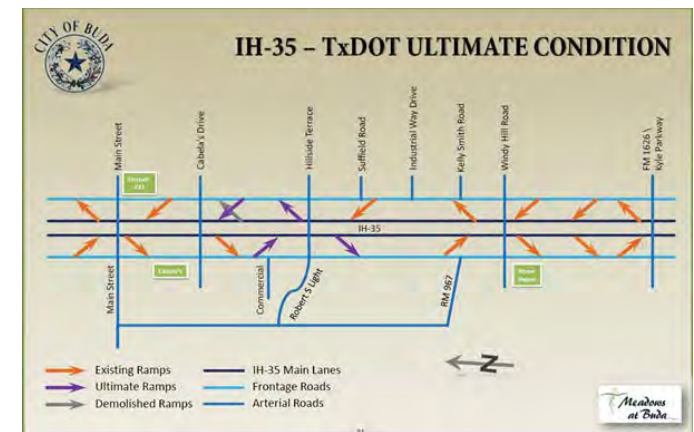 CITY OF BUDA
IH-35 – TxDOT ULTIMATE CONDITION
Main Street
Cabela's Drive
Hillside Terrace
Suffield Road
Industrial Way Drive
Kelly Smith Road
Windy Hill Road
FM 1626 \
Kyle Parkway
IH-35
Cabela's
Main Street
Commercial
Robert S Light
RM 967
N
Existing Ramps
IH-35 Main Lanes
Ultimate Ramps
Frontage Roads
Demolished Ramps
Arterial Roads
Meadows
at Buda